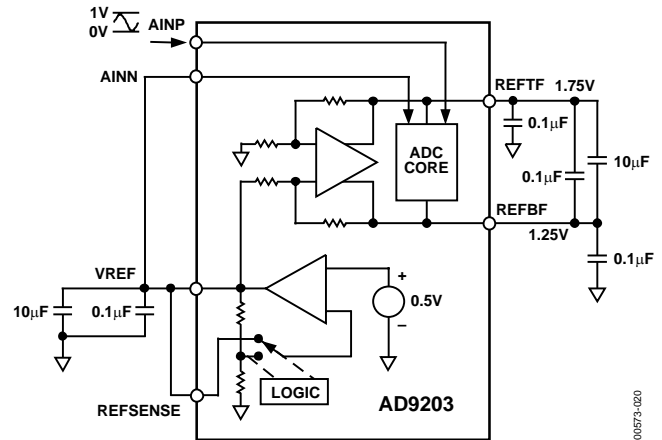 1V
0V
AINP
AINN
REFTF 1.75V
0.1μF
0.1μF
10μF
ADC
CORE
REFBF
1.25V
0.1μF
VREF
10μF
0.1μF
+
0.5V
–
LOGIC
REFSENSE
AD9203
00573-020